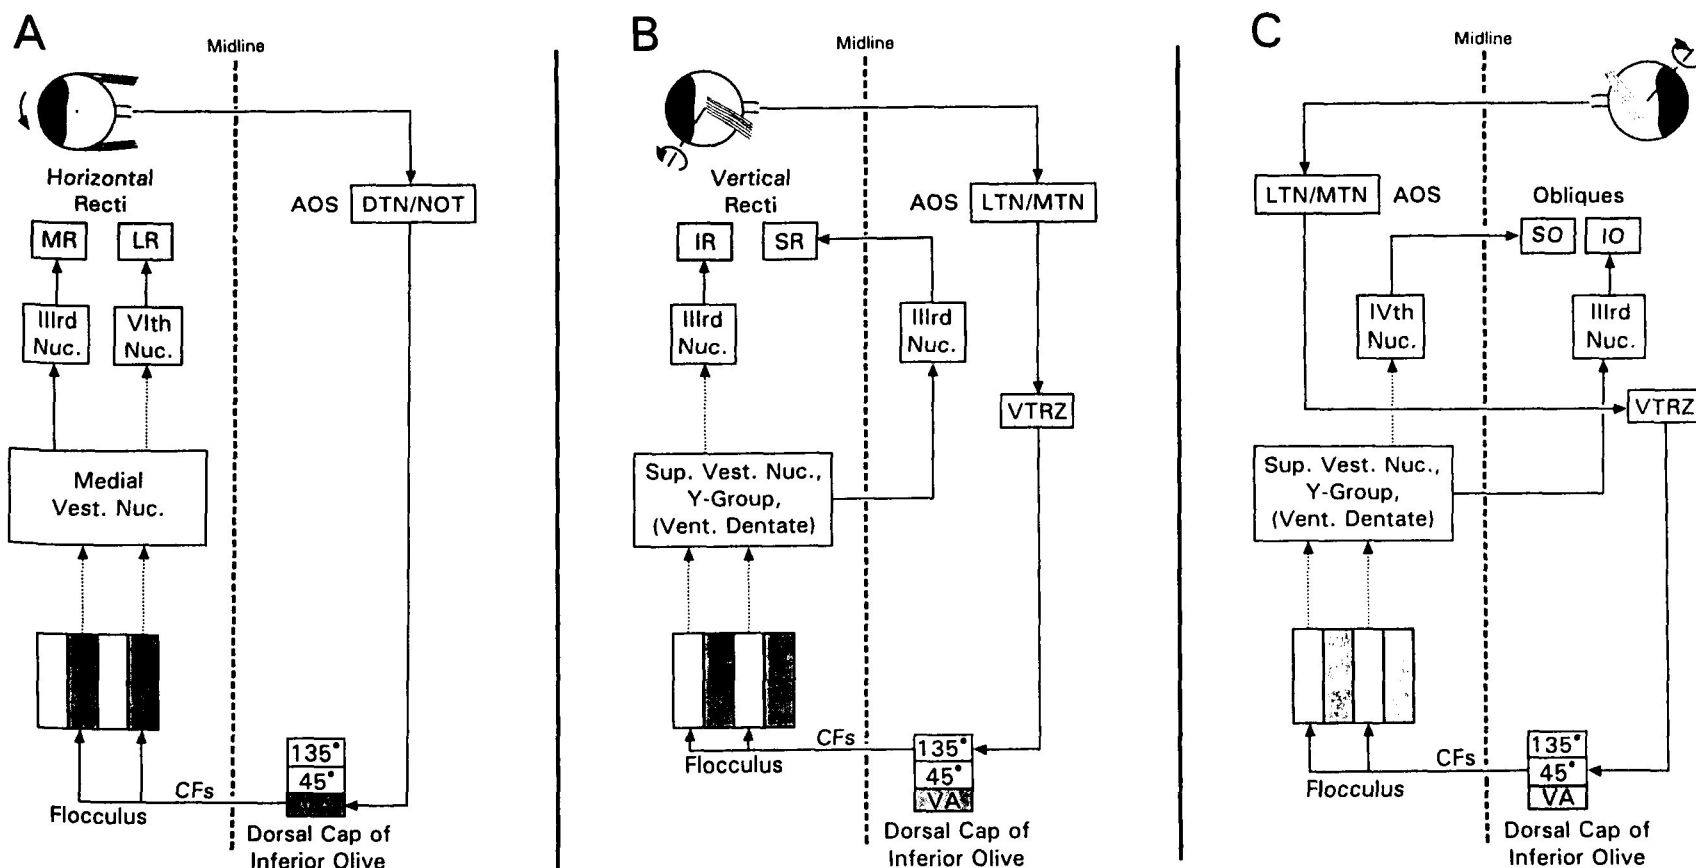 A
Midline
Horizontal
Recti
AOS
DTN/NOT
MR
LR
IIIrd
Nuc.
VIth
Nuc.
Medial
Vest. Nuc.
135°
45°
CFs
Flocculus
Dorsal Cap of
Inferior Olive
B
Midline
Vertical
Recti
AOS
LTN/MTN
IR
SR
IIIrd
Nuc.
IIIrd
Nuc.
VTRZ
Sup. Vest. Nuc.,
Y-Group,
(Vent. Dentate)
CFs
135°
45°
VA
Flocculus
Dorsal Cap of
Inferior Olive
C
Midline
LTN/MTN
AOS
Obliques
SO
IO
IVth
Nuc.
IIIrd
Nuc.
VTRZ
Sup. Vest. Nuc.,
Y-Group,
(Vent. Dentate)
CFs
135°
45°
VA
Flocculus
Dorsal Cap of
Inferior Olive